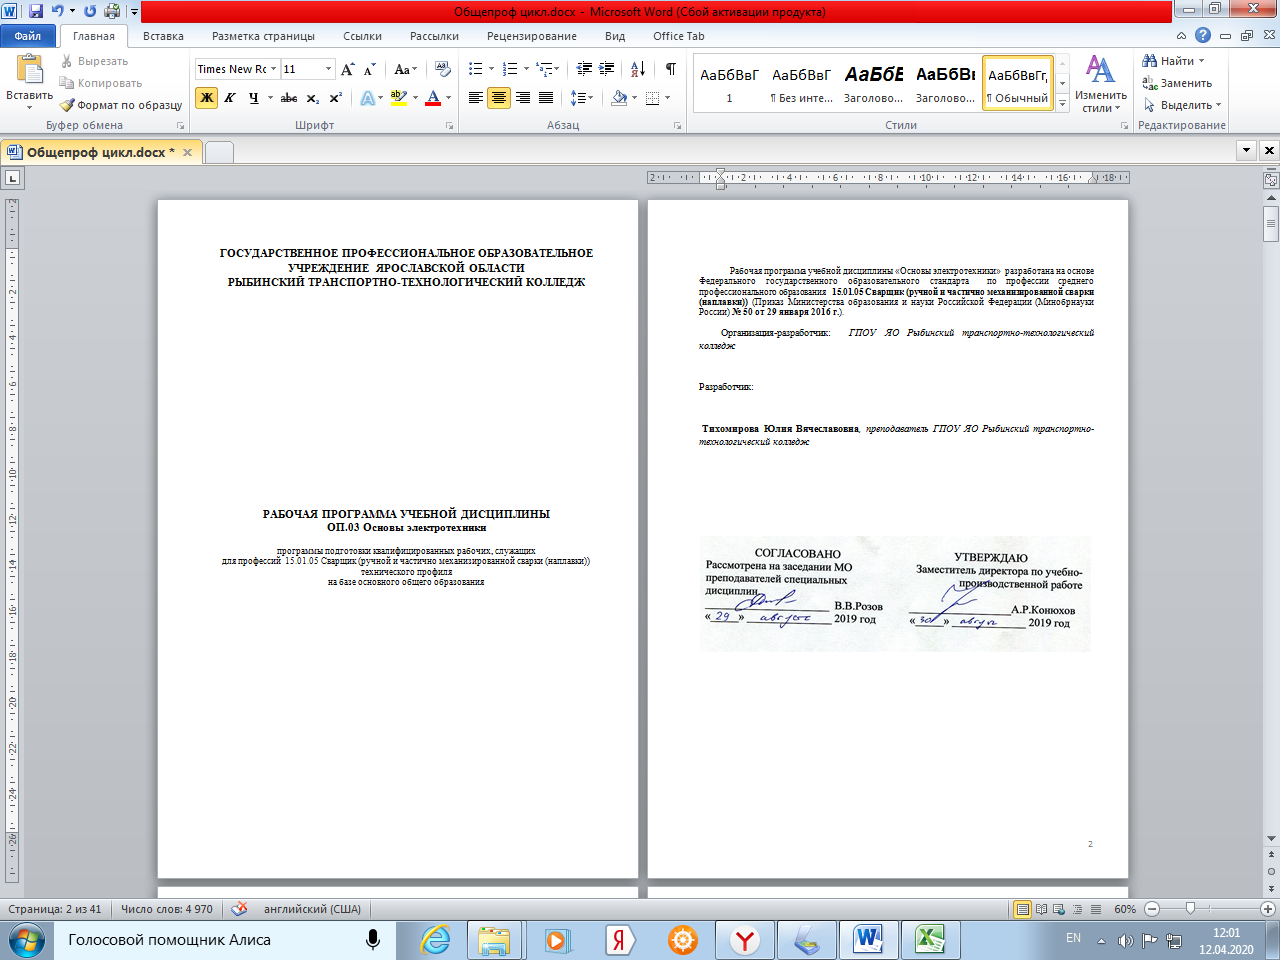 Общепроф цикл.docx - Microsoft Word (Сбой активации продукта)
Файл Главная Вставка Разметка страницы Ссылки Рассылки Рецензирование Вид Office Tab
Вставить
Вырезать
Копировать
Формат по образцу
Буфер обмена
Times New Rc 11
Шрифт
Абзац
АаБбВвГ АаБбВвГ АаБбЕ АаБбВв АаБбВвГг,
1 ¶ Без инте... Заголово... Заголово... ¶ Обычный
Стили
Изменить стили
Найти
Заменить
Выделить
Редактирование
Общепроф цикл.docx *
ГОСУДАРСТВЕННОЕ ПРОФЕССИОНАЛЬНОЕ ОБРАЗОВАТЕЛЬНОЕ
УЧРЕЖДЕНИЕ ЯРОСЛАВСКОЙ ОБЛАСТИ
РЫБИНСКИЙ ТРАНСПОРТНО-ТЕХНОЛОГИЧЕСКИЙ КОЛЛЕДЖ
РАБОЧАЯ ПРОГРАММА УЧЕБНОЙ ДИСЦИПЛИНЫ
ОП.03 Основы электротехники
программы подготовки квалифицированных рабочих, служащих
для профессий 15.01.05 Сварщик (ручной и частично механизированной сварки (наплавки))
технического профиля
на базе основного общего образования
Рабочая программа учебной дисциплины «Основы электротехники» разработана на основе
Федерального государственного образовательного стандарта по профессии среднего
профессионального образования 15.01.05 Сварщик (ручной и частично механизированной сварки
(наплавки)) (Приказ Министерства образования и науки Российской Федерации (Минобрнауки
России) № 50 от 29 января 2016 г.).
Организация-разработчик: ГПОУ ЯО Рыбинский транспортно-технологический
колледж
Разработчик:
Тихомирова Юлия Вячеславовна, преподаватель ГПОУ ЯО Рыбинский транспортно-
технологический колледж
СОГЛАСОВАНО
Рассмотрена на заседании МО
преподавателей специальных
дисциплин
В.В.Розов
«29» август 2019 год
УТВЕРЖДАЮ
Заместитель директора по учебно-
производственной работе
А.Р.Конюхов
«30» август 2019 год
2
Страница: 2 из 41 Число слов: 4 970 английский (США) 60%
Голосовой помощник Алиса
EN
12:01
12.04.2020